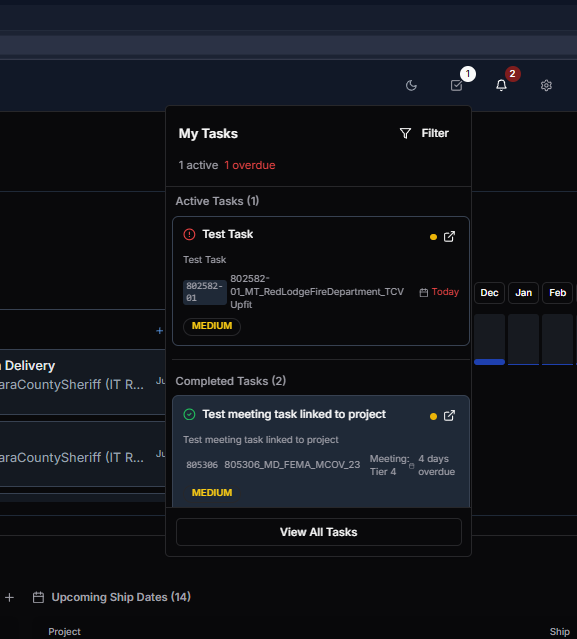 1
2
My Tasks
Filter
1 active 1 overdue
Active Tasks (1)
Test Task
Test Task
802582-
01
802582-
01_MT_RedLodgeFireDepartment_TCV
Upfit
Today
MEDIUM
Dec
Jan
Feb
+
Delivery
araCountySheriff (IT R...
araCountySheriff (IT R...
Completed Tasks (2)
Test meeting task linked to project
Test meeting task linked to project
805306
805306_MD_FEMA_MCOV_23
Meeting:
Tier 4
4 days
overdue
MEDIUM
View All Tasks
+
Upcoming Ship Dates (14)
Project
Ship